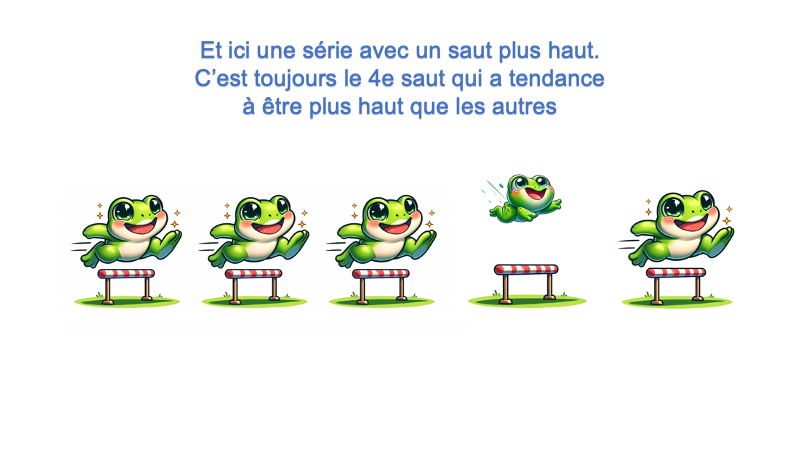 Et ici une série avec un saut plus haut.
C’est toujours le 4e saut qui a tendance
à être plus haut que les autres